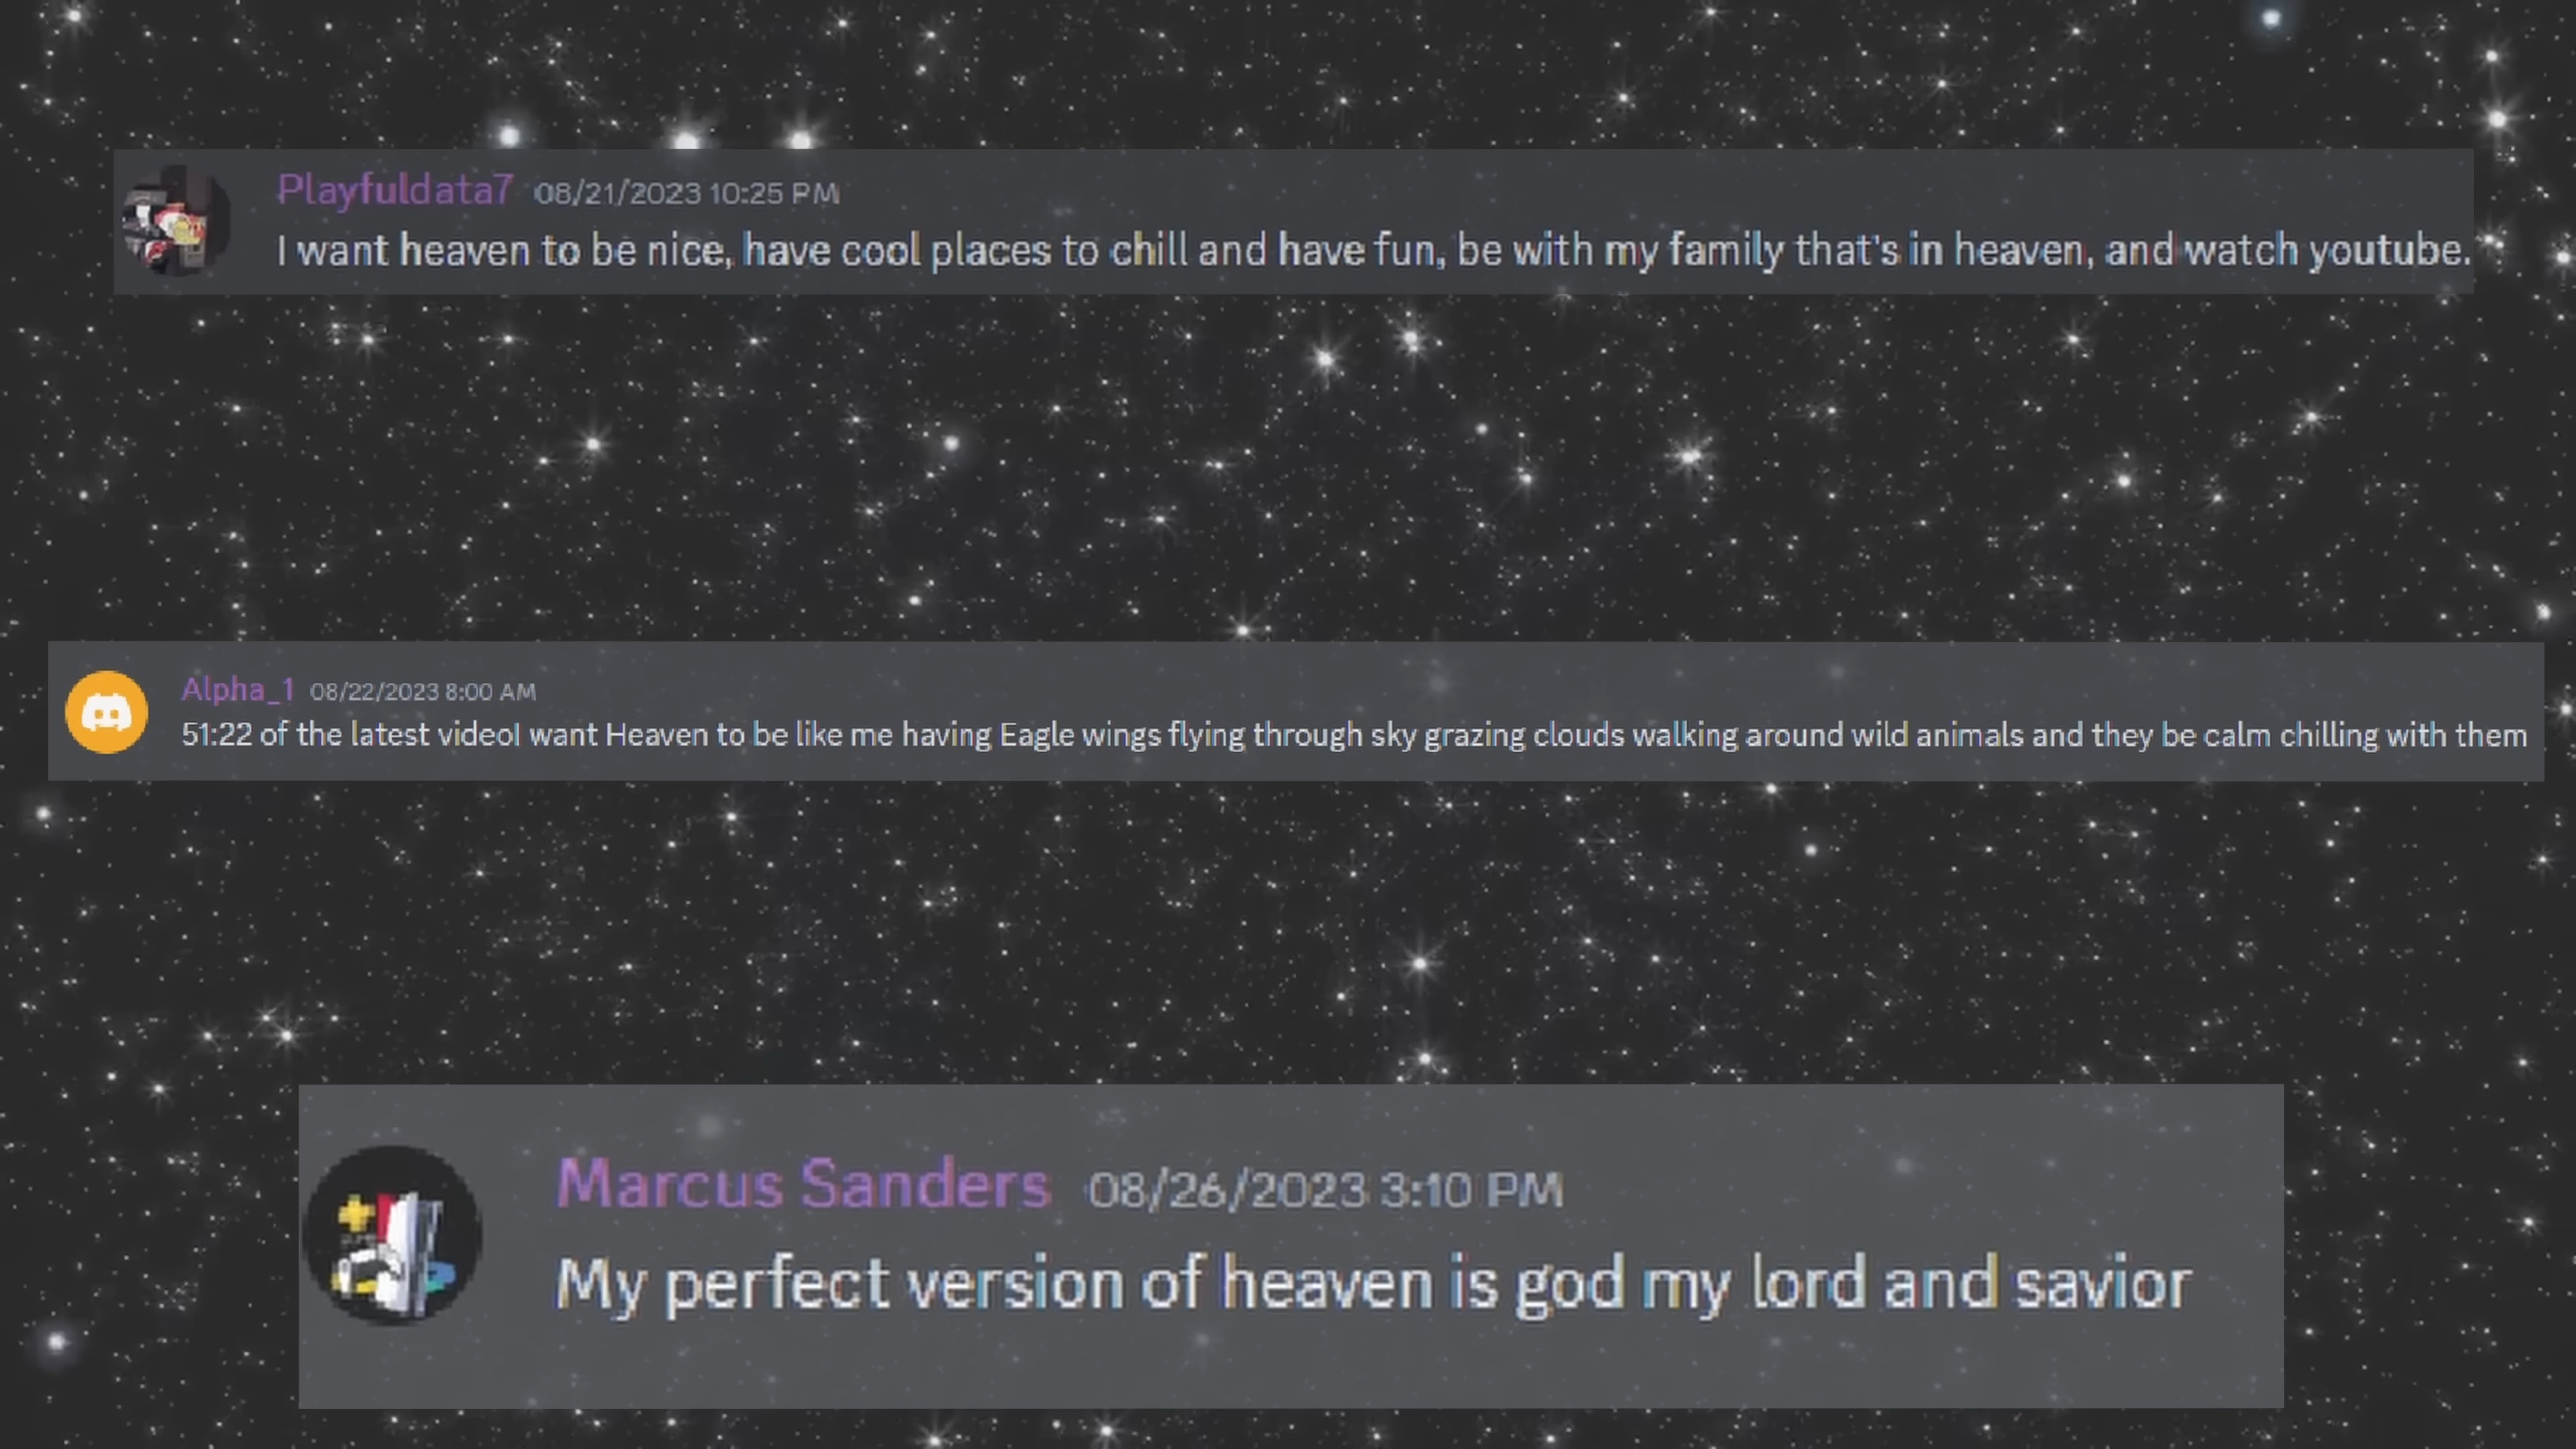 Playfuldata7 08/21/2023 10:25 PM
I want heaven to be nice, have cool places to chill and have fun, be with my family that's in heaven, and watch youtube.
Alpha_1 08/22/2023 8:00 AM
51:22 of the latest videoI want Heaven to be like me having Eagle wings flying through sky grazing clouds walking around wild animals and they be calm chilling with them
Marcus Sanders 08/26/2023 3:10 PM
My perfect version of heaven is god my lord and savior